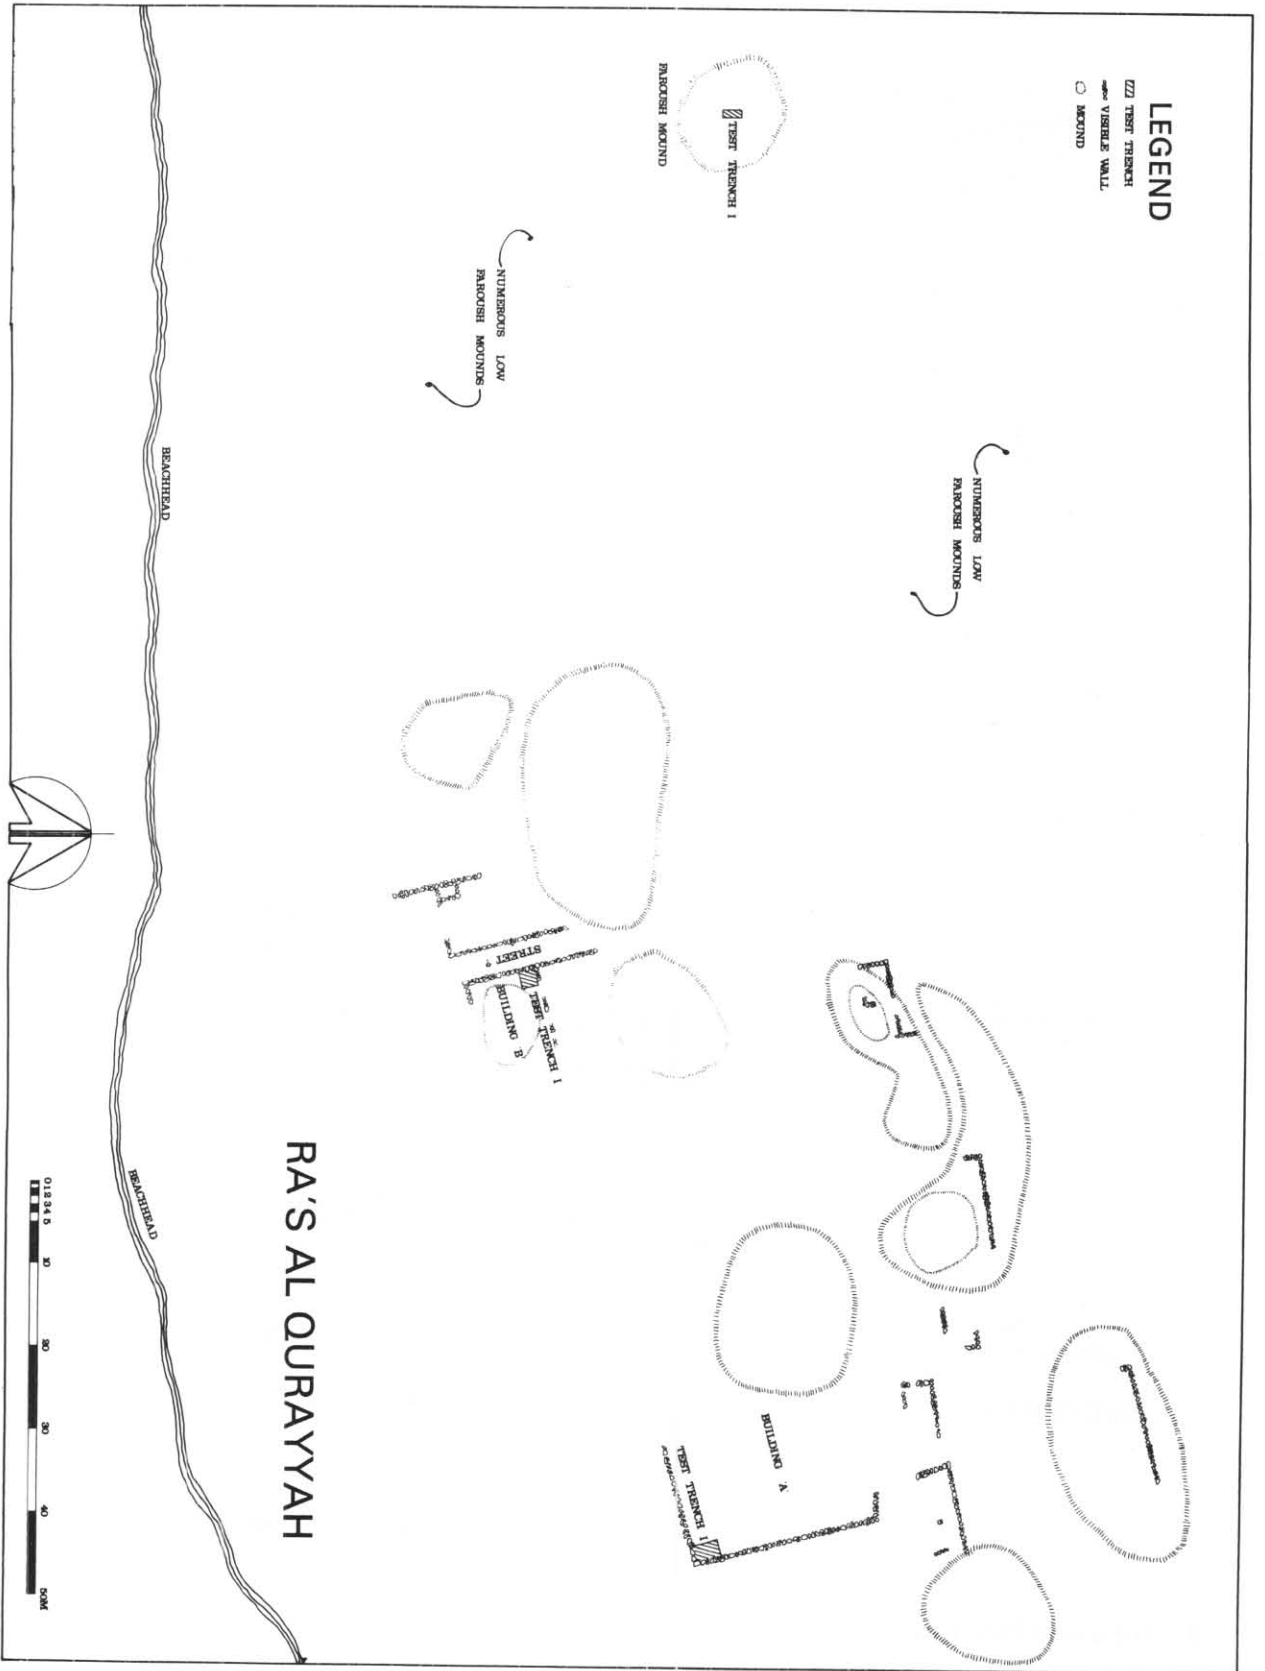 LEGEND
TEST TRENCH
VISIBLE WALL
MOUND
TEST TRENCH I
FAROUSH MOUND
NUMEROUS LOW
FAROUSH MOUNDS
NUMEROUS LOW
FAROUSH MOUNDS
BEACHHEAD
STREET
TEST TRENCH I
BUILDING 'B'
BUILDING 'A'
TEST TRENCH I
RA'S AL QURAYYAH
BEACHHEAD
0 1 2 3 4 5 10 20 30 40 50M